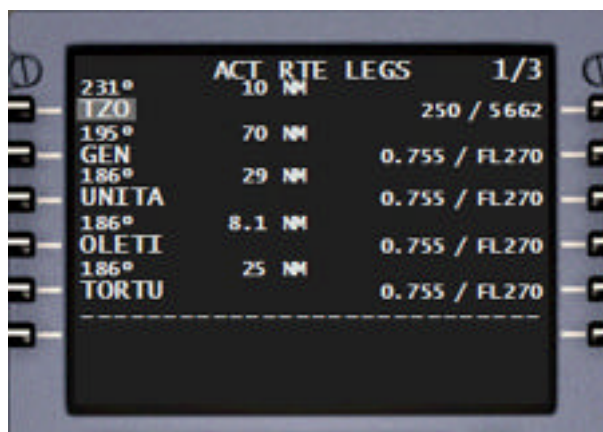 ACT RTE LEGS 1/3
231° 10 NM
TZO 250 / 5662
195° 70 NM
GEN 0.755 / FL270
186° 29 NM
UNITA 0.755 / FL270
186° 8.1 NM
OLETI 0.755 / FL270
186° 25 NM
TORTU 0.755 / FL270